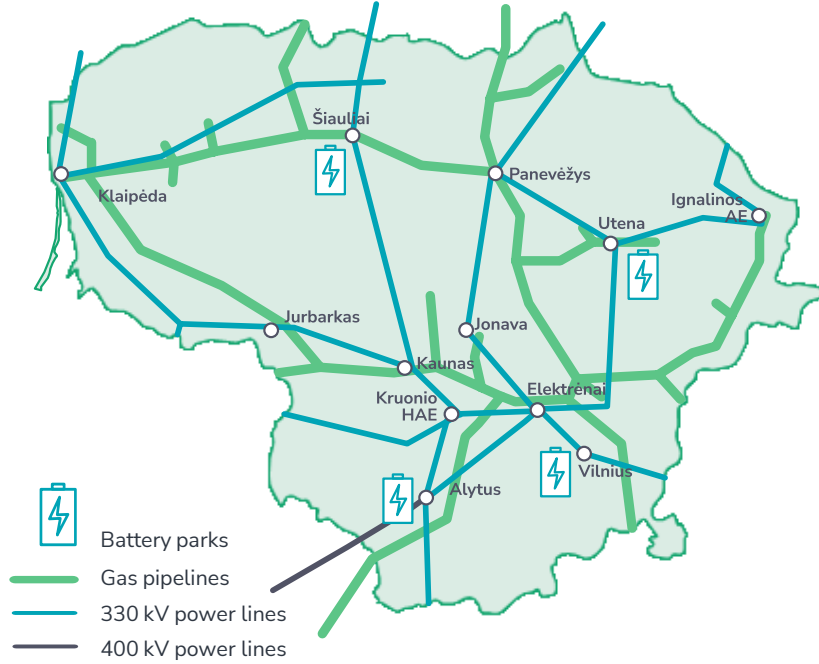 Šiauliai
Panevėžys
Klaipėda
Ignalinos
AE
Utena
Jurbarkas
Jonava
Kaunas
Elektrėnai
Kruonio
HAE
Vilnius
Alytus
Battery parks
Gas pipelines
330 kV power lines
400 kV power lines